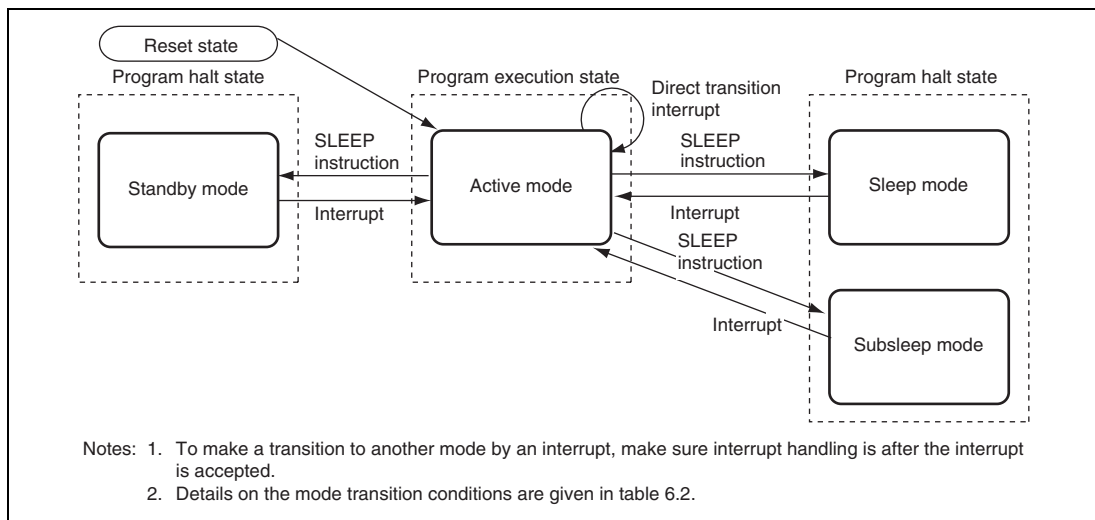 Reset state
Program halt state
Program execution state
Program halt state
Direct transition
interrupt
SLEEP
instruction
SLEEP
instruction
Standby mode
Active mode
Sleep mode
Interrupt
Interrupt
SLEEP
instruction
Interrupt
Subsleep mode
Notes: 1. To make a transition to another mode by an interrupt, make sure interrupt handling is after the interrupt
is accepted.
2. Details on the mode transition conditions are given in table 6.2.